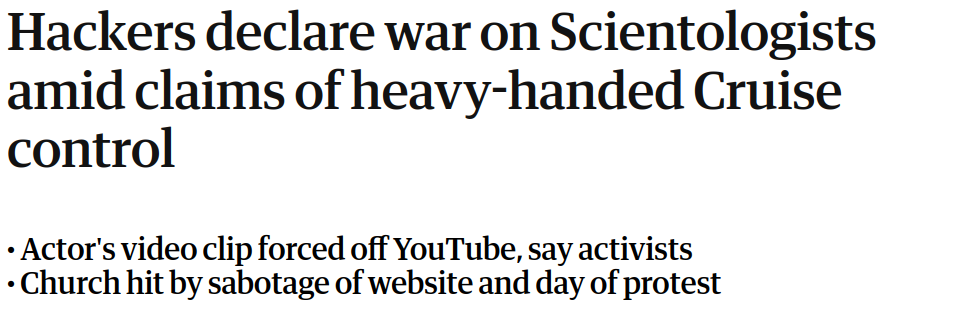 Hackers declare war on Scientologists
amid claims of heavy-handed Cruise
control
• Actor's video clip forced off YouTube, say activists
• Church hit by sabotage of website and day of protest